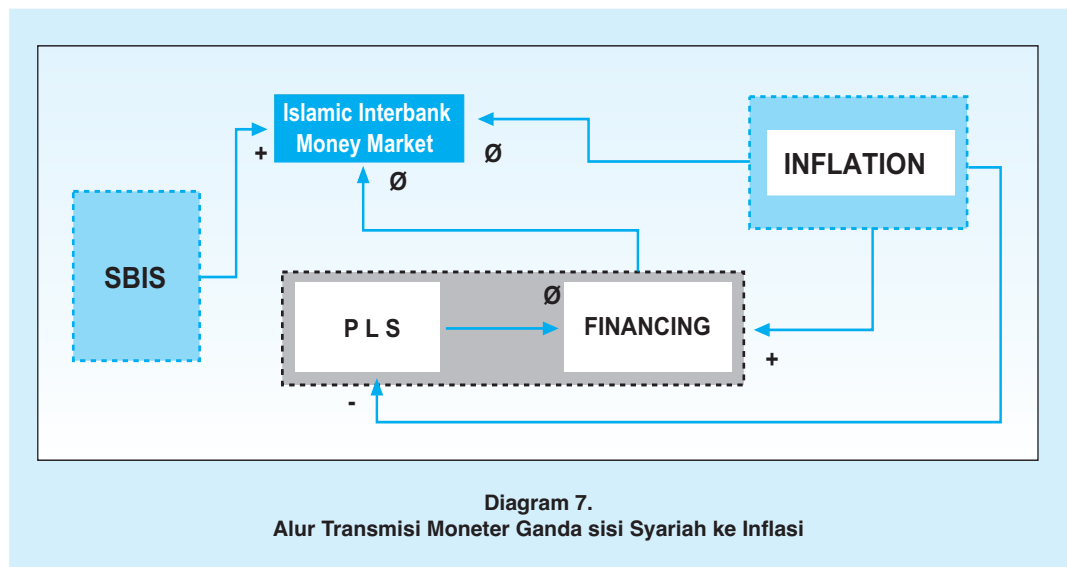 Islamic Interbank
Money Market
+
Ø
Ø
INFLATION
SBIS
P L S
Ø
FINANCING
+
-
Diagram 7.
Alur Transmisi Moneter Ganda sisi Syariah ke Inflasi